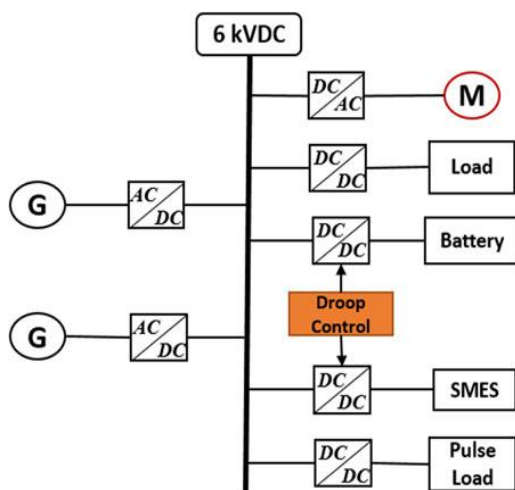 6 kVDC
DC
AC
M
DC
DC
Load
G
AC
DC
DC
DC
Battery
Droop
Control
G
AC
DC
DC
DC
SMES
DC
DC
Pulse
Load